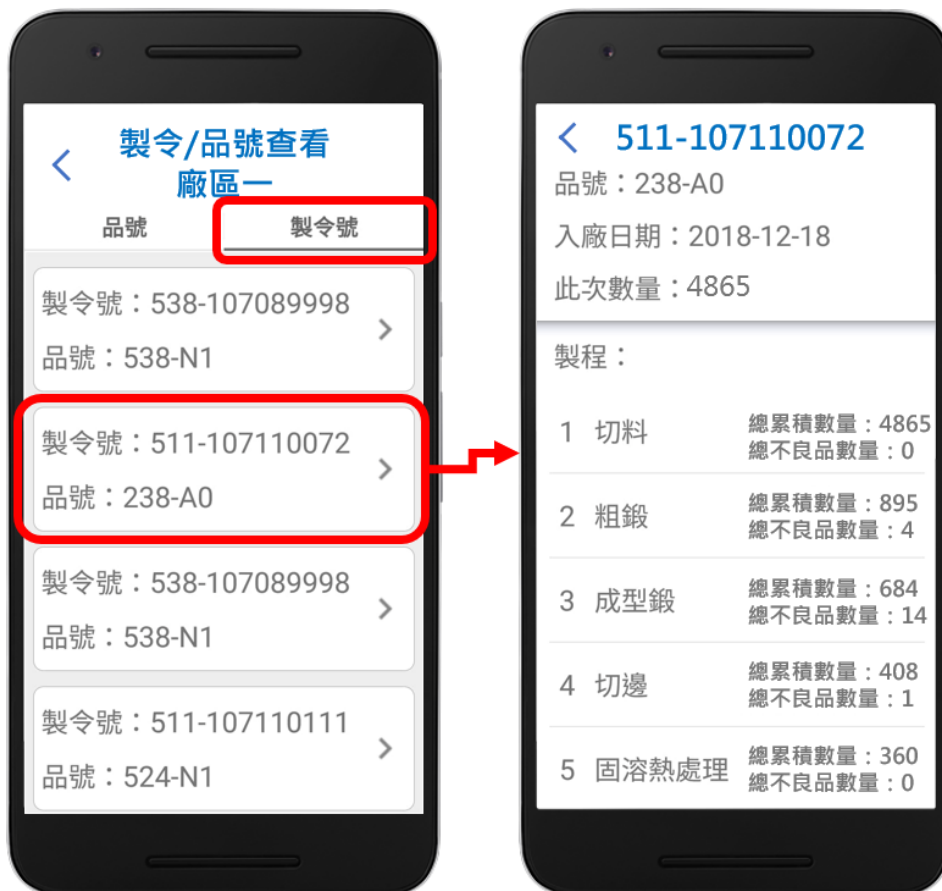 製令/品號查看
廠區一
品號
製令號
製令號：538-107089998
品號：538-N1
製令號：511-107110072
品號：238-A0
製令號：538-107089998
品號：538-N1
製令號：511-107110111
品號：524-N1
511-107110072
品號：238-A0
入廠日期：2018-12-18
此次數量：4865
製程：
1 切料
總累積數量：4865
總不良品數量：0
2 粗鍛
總累積數量：895
總不良品數量：4
3 成型鍛
總累積數量：684
總不良品數量：14
4 切邊
總累積數量：408
總不良品數量：1
5 固溶熱處理
總累積數量：360
總不良品數量：0